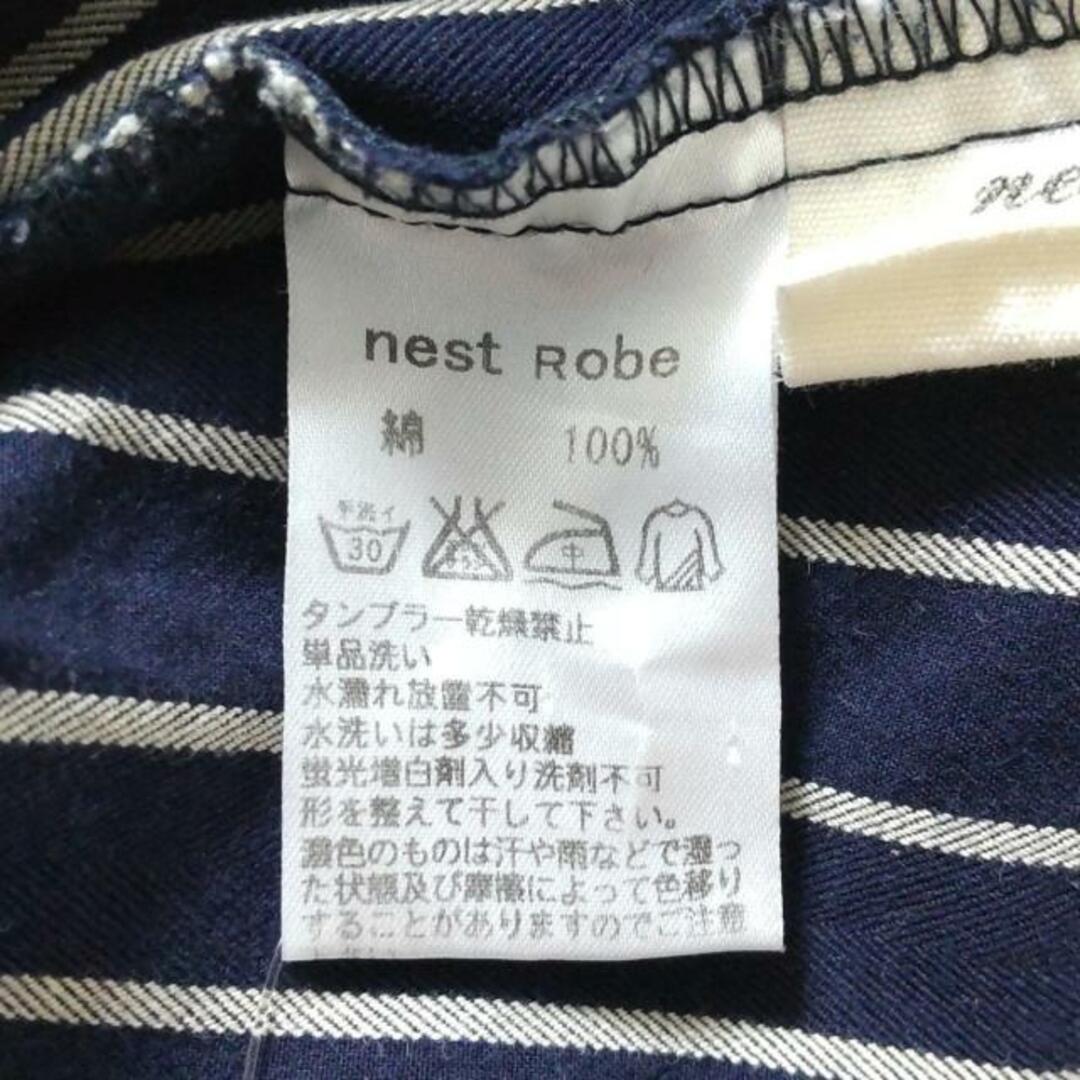 nest Robe
綿 100%
手洗イ
30
中
タンブラー乾燥禁止
単品洗い
水濡れ放置不可
水洗いは多少収縮
蛍光増白剤入り洗剤不可
形を整えて干して下さい。
濃色のものは汗や雨などで湿っ
た状態及び摩擦によって色移り
することがありますのでご注意
ne